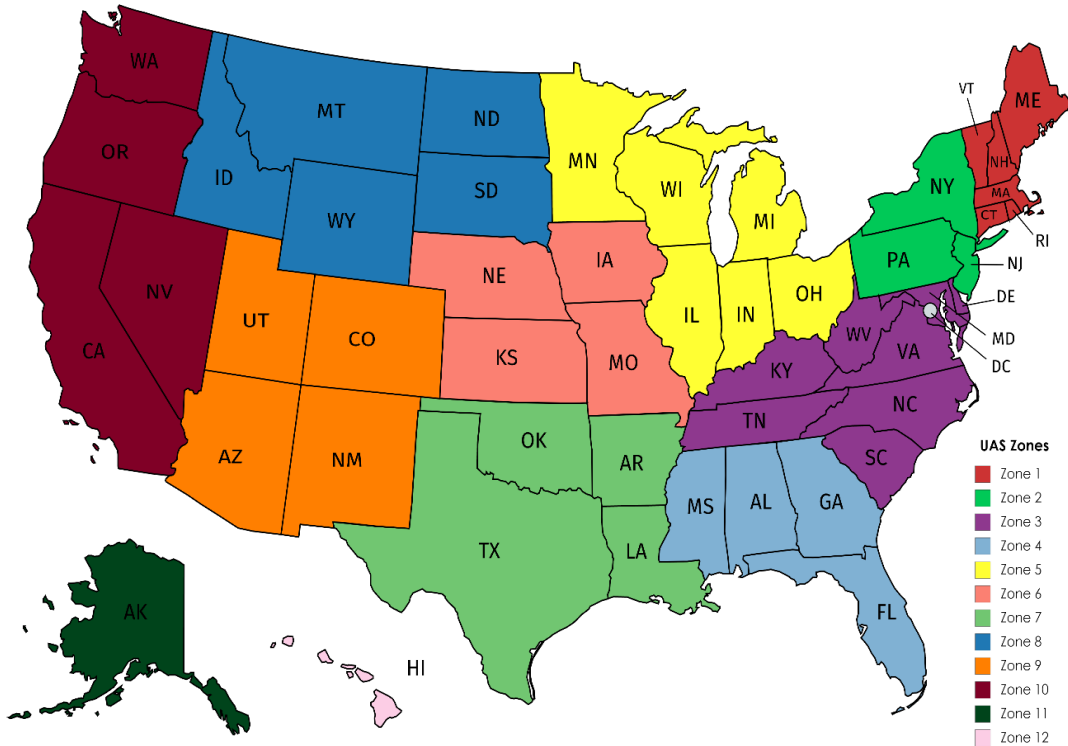 WA
MT
ND
MN
VT
ME
OR
ID
SD
WI
MI
NY
NH
MA
CT
RI
WY
NE
IA
PA
NJ
NV
UT
CO
IL
IN
OH
DE
MD
DC
CA
KS
MO
WV
VA
KY
NC
TN
AZ
NM
OK
AR
SC
MS
AL
GA
TX
LA
FL
AK
HI
UAS Zones
Zone 1
Zone 2
Zone 3
Zone 4
Zone 5
Zone 6
Zone 7
Zone 8
Zone 9
Zone 10
Zone 11
Zone 12